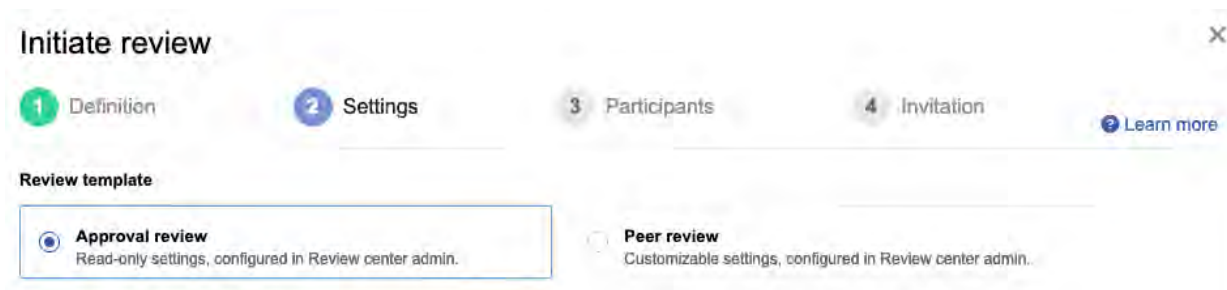 Initiate review
1 Definition 2 Settings 3 Participants 4 Invitation
Learn more
Review template
Approval review
Read-only settings, configured in Review center admin.
Peer review
Customizable settings, configured in Review center admin.